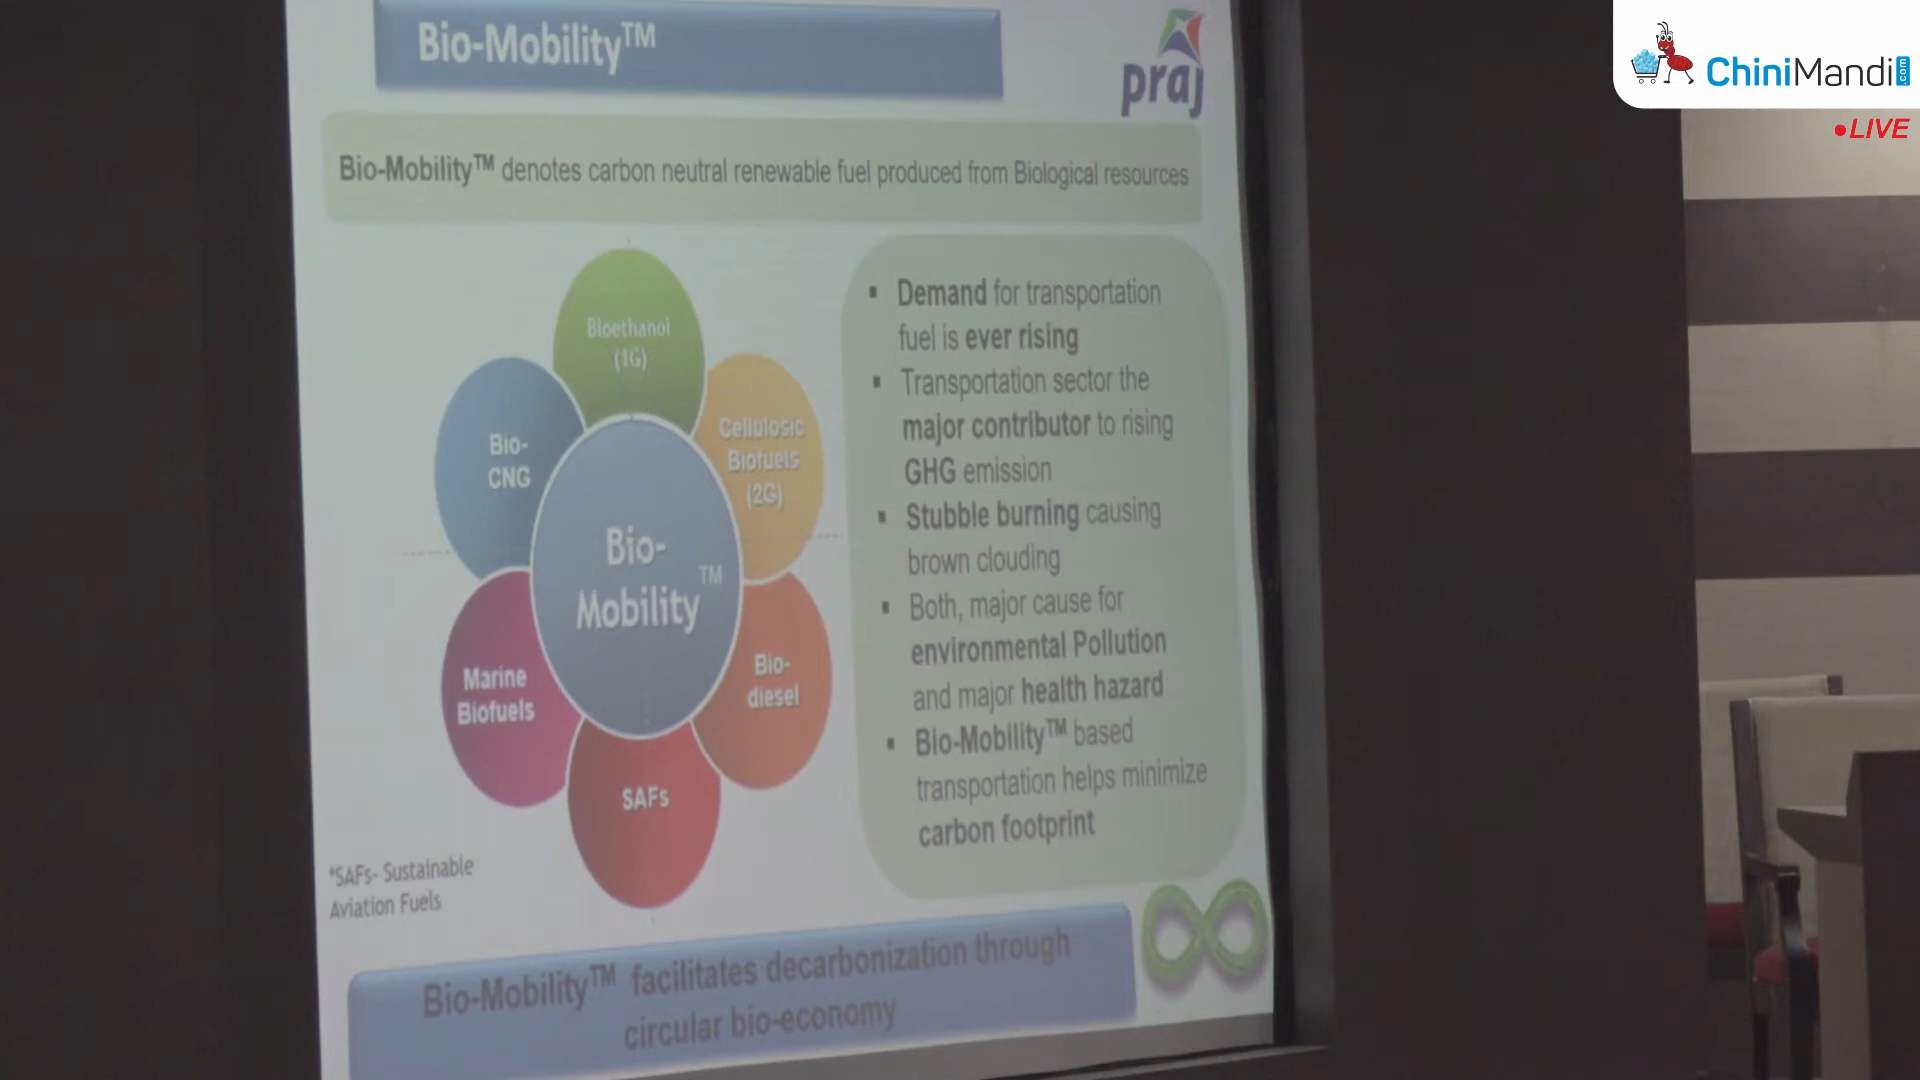 Bio-Mobility™
praj
ChiniMandi.com
LIVE
Bio-Mobility™ denotes carbon neutral renewable fuel produced from Biological resources
Bioethanol
(1G)
Cellulosic
Biofuels
(2G)
Bio-
diesel
SAFs
Marine
Biofuels
Bio-
CNG
Bio-
Mobility™
▪ Demand for transportation
fuel is ever rising
▪ Transportation sector the
major contributor to rising
GHG emission
▪ Stubble burning causing
brown clouding
▪ Both, major cause for
environmental Pollution
and major health hazard
▪ Bio-Mobility™ based
transportation helps minimize
carbon footprint
*SAFs- Sustainable
Aviation Fuels
Bio-Mobility™ facilitates decarbonization through
circular bio-economy